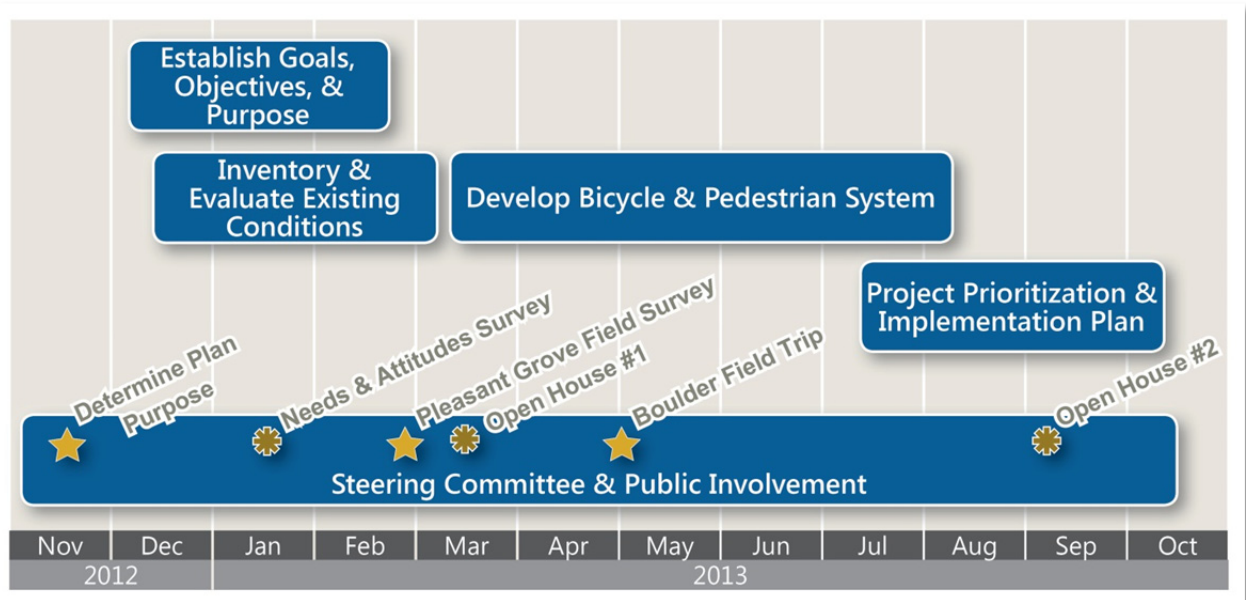 Establish Goals,
Objectives, &
Purpose
Inventory &
Evaluate Existing
Conditions
Develop Bicycle & Pedestrian System
Project Prioritization &
Implementation Plan
Determine Plan
Purpose
Needs & Attitudes Survey
Pleasant Grove Field Survey
Open House #1
Boulder Field Trip
Open House #2
Steering Committee & Public Involvement
Nov Dec Jan Feb Mar Apr May Jun Jul Aug Sep Oct
2012 2013